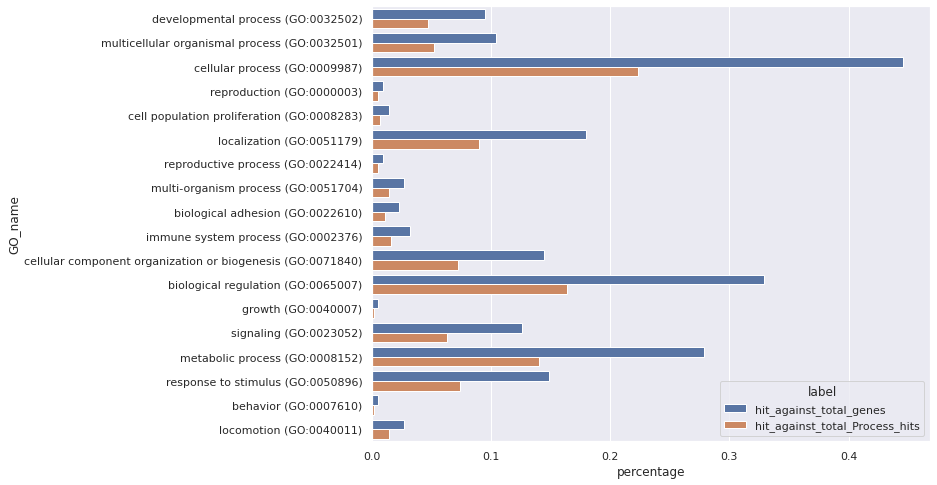 developmental process (GO:0032502)
multicellular organismal process (GO:0032501)
cellular process (GO:0009987)
reproduction (GO:0000003)
cell population proliferation (GO:0008283)
localization (GO:0051179)
reproductive process (GO:0022414)
multi-organism process (GO:0051704)
biological adhesion (GO:0022610)
immune system process (GO:0002376)
cellular component organization or biogenesis (GO:0071840)
biological regulation (GO:0065007)
growth (GO:0040007)
signaling (GO:0023052)
metabolic process (GO:0008152)
response to stimulus (GO:0050896)
behavior (GO:0007610)
locomotion (GO:0040011)
GO_name
label
hit_against_total_genes
hit_against_total_Process_hits
0.0 0.1 0.2 0.3 0.4
percentage